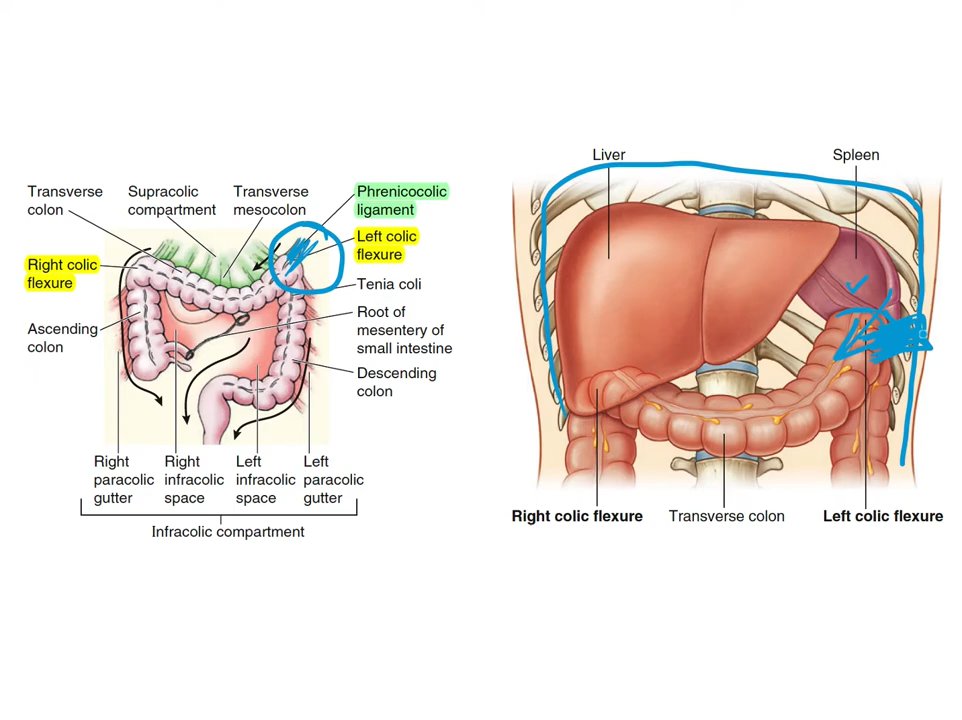 Transverse
colon
Supracolic
compartment
Transverse
mesocolon
Phrenicocolic
ligament
Left colic
flexure
Right colic
flexure
Tenia coli
Ascending
colon
Root of
mesentery of
small intestine
Descending
colon
Right
paracolic
gutter
Right
infracolic
space
Left
infracolic
space
Left
paracolic
gutter
Infracolic compartment
Liver
Spleen
Right colic flexure
Transverse colon
Left colic flexure